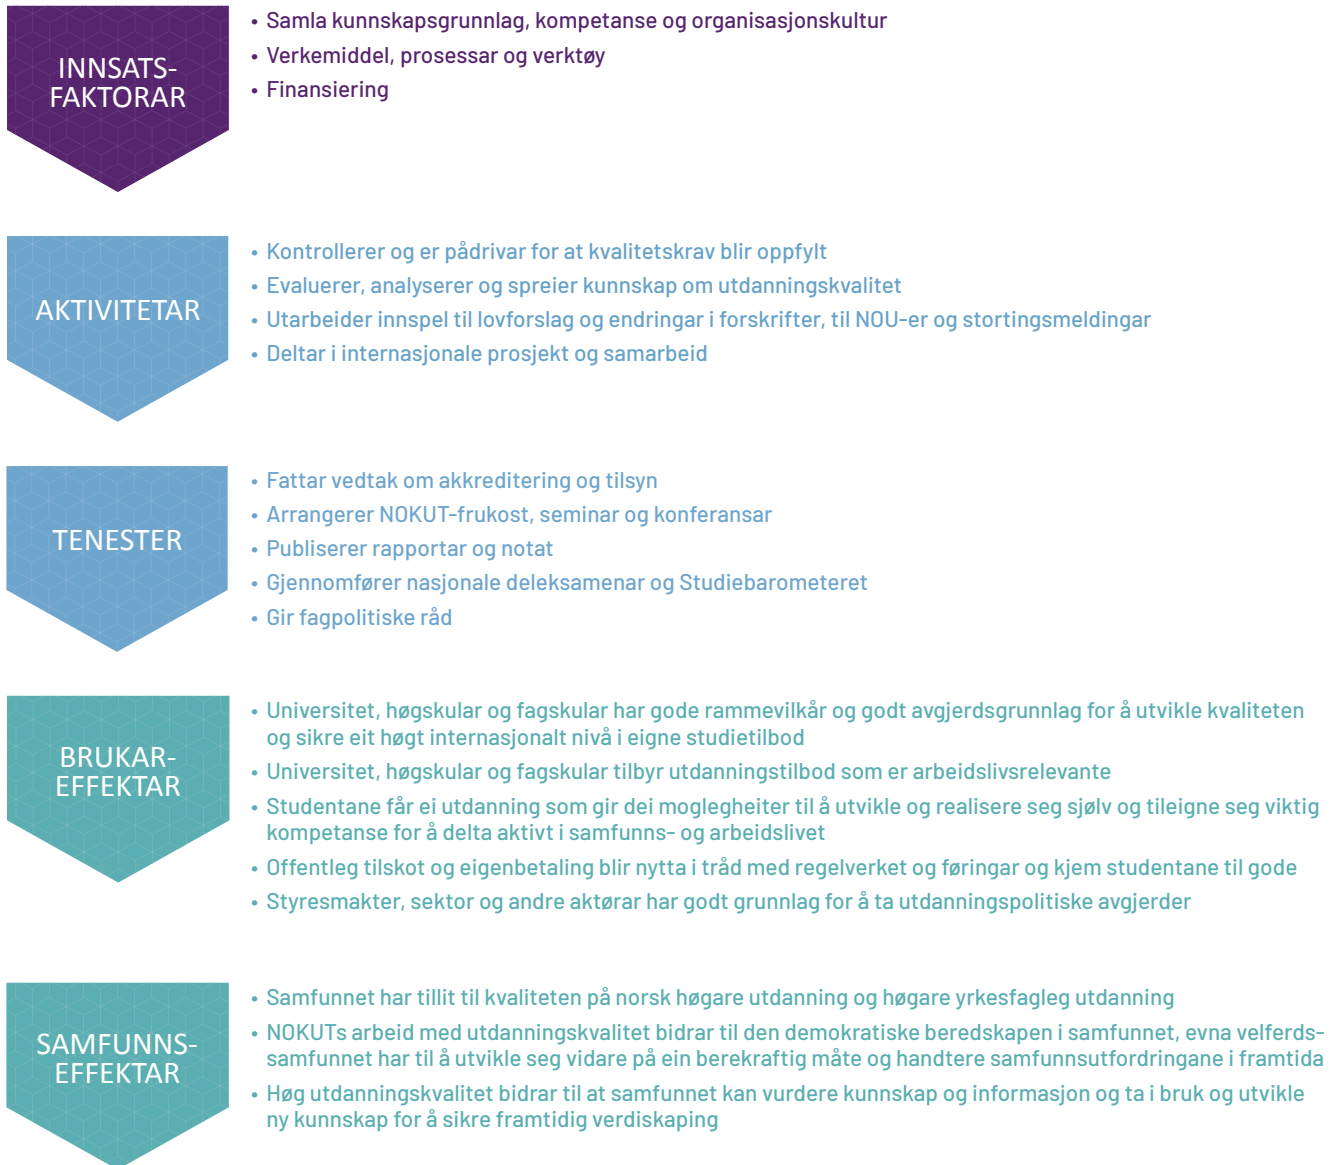 INNSATS-
FAKTORAR
• Samla kunnskapsgrunnlag, kompetanse og organisasjonskultur
• Verkemiddel, prosessar og verktøy
• Finansiering
AKTIVITETAR
• Kontrollerer og er pådrivar for at kvalitetskrav blir oppfylt
• Evaluerer, analyserer og spreier kunnskap om utdanningskvalitet
• Utarbeider innspel til lovforslag og endringar i forskrifter, til NOU-er og stortingsmeldingar
• Deltar i internasjonale prosjekt og samarbeid
TENESTER
• Fattar vedtak om akkreditering og tilsyn
• Arrangerer NOKUT-frukost, seminar og konferansar
• Publiserer rapportar og notat
• Gjennomfører nasjonale deleksamenar og Studiebarometeret
• Gir fagpolitiske råd
BRUKAR-
EFFEKTAR
• Universitet, høgskular og fagskular har gode rammevilkår og godt avgjerdsgrunnlag for å utvikle kvaliteten
og sikre eit høgt internasjonalt nivå i eigne studietilbod
• Universitet, høgskular og fagskular tilbyr utdanningstilbod som er arbeidslivsrelevante
• Studentane får ei utdanning som gir dei moglegheiter til å utvikle og realisere seg sjølv og tileigne seg viktig
kompetanse for å delta aktivt i samfunns- og arbeidslivet
• Offentleg tilskot og eigenbetaling blir nytta i tråd med regelverket og føringar og kjem studentane til gode
• Styresmakter, sektor og andre aktørar har godt grunnlag for å ta utdanningspolitiske avgjerder
SAMFUNNS-
EFFEKTAR
• Samfunnet har tillit til kvaliteten på norsk høgare utdanning og høgare yrkesfagleg utdanning
• NOKUTs arbeid med utdanningskvalitet bidrar til den demokratiske beredskapen i samfunnet, evna velferds-
samfunnet har til å utvikle seg vidare på ein berekraftig måte og handtere samfunnsutfordringane i framtida
• Høg utdanningskvalitet bidrar til at samfunnet kan vurdere kunnskap og informasjon og ta i bruk og utvikle
ny kunnskap for å sikre framtidig verdiskaping